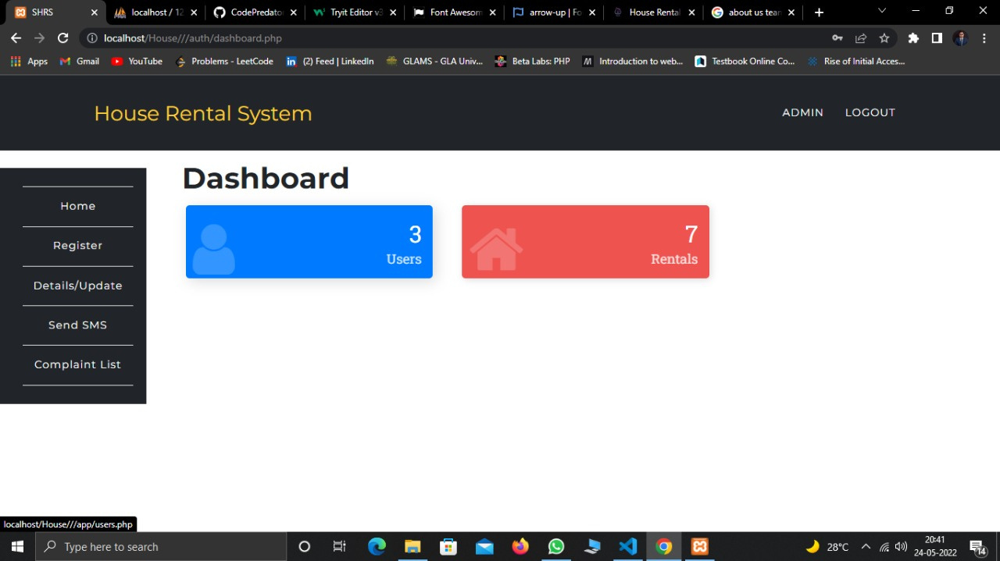 SHRS
localhost / 12
CodePredato
Tryit Editor v3
Font Awesom
arrow-up | Fo
House Rental
about us tean
localhost/House///auth/dashboard.php
Apps
Gmail
YouTube
Problems - LeetCode
(2) Feed | LinkedIn
GLAMS - GLA Univ...
Beta Labs: PHP
Introduction to web...
Testbook Online Co...
Rise of Initial Acces...
House Rental System
ADMIN
LOGOUT
Dashboard
Home
Register
Details/Update
Send SMS
Complaint List
3
Users
7
Rentals
localhost/House///app/users.php
Type here to search
28°C
20:41
24-05-2022
14